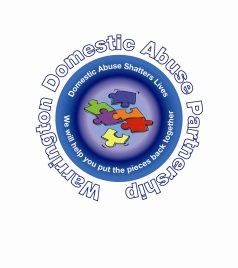 Warrington Domestic Abuse Partnership
Domestic Abuse Shatters Lives
We will help you put the pieces back together